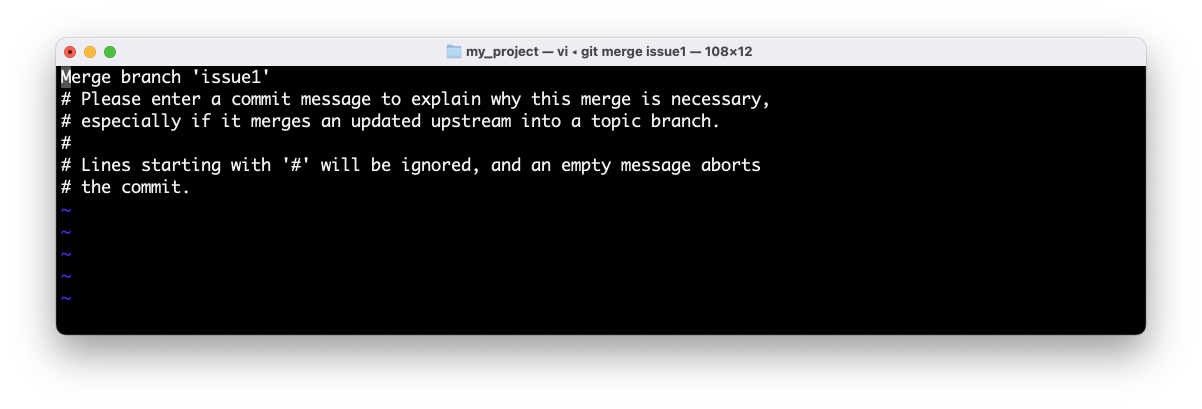 my_project — vi ◂ git merge issue1 — 108×12
Merge branch 'issue1'
# Please enter a commit message to explain why this merge is necessary,
# especially if it merges an updated upstream into a topic branch.
#
# Lines starting with '#' will be ignored, and an empty message aborts
# the commit.
~
~
~
~
~